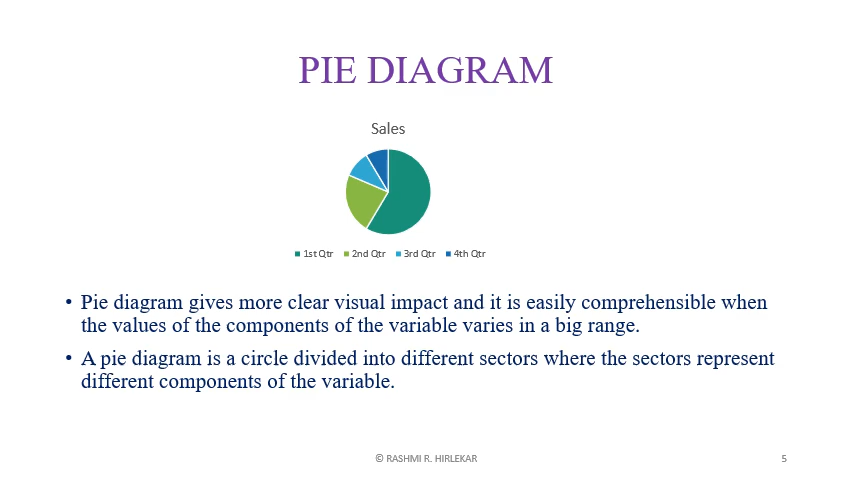 PIE DIAGRAM
Sales
1st Qtr 2nd Qtr 3rd Qtr 4th Qtr
• Pie diagram gives more clear visual impact and it is easily comprehensible when
the values of the components of the variable varies in a big range.
• A pie diagram is a circle divided into different sectors where the sectors represent
different components of the variable.
© RASHMI R. HIRLEKAR 5